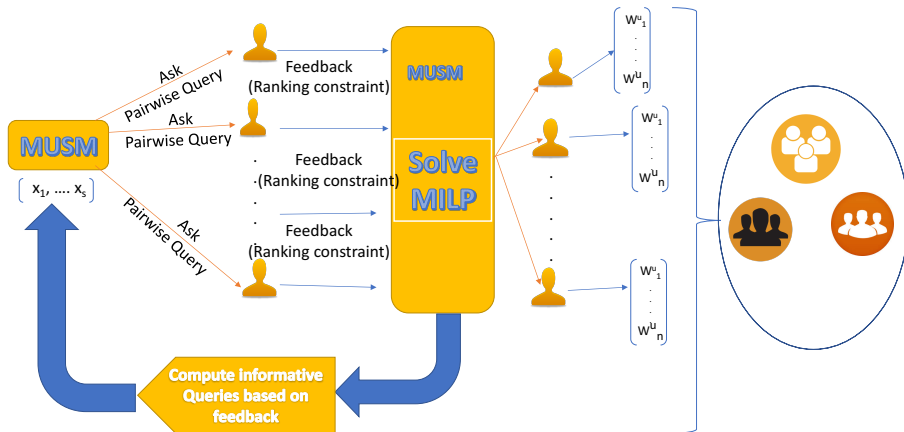 MUSM
[ x1, .... xs ]
Ask
Pairwise Query
Ask
Pairwise Query
Ask
Pairwise Query
Feedback
(Ranking constraint)
Feedback
(Ranking constraint)
Feedback
(Ranking constraint)
MUSM
Solve
MILP
Wu1
Wun
Wu1
Wun
Wu1
Wun
Compute informative
Queries based on
feedback